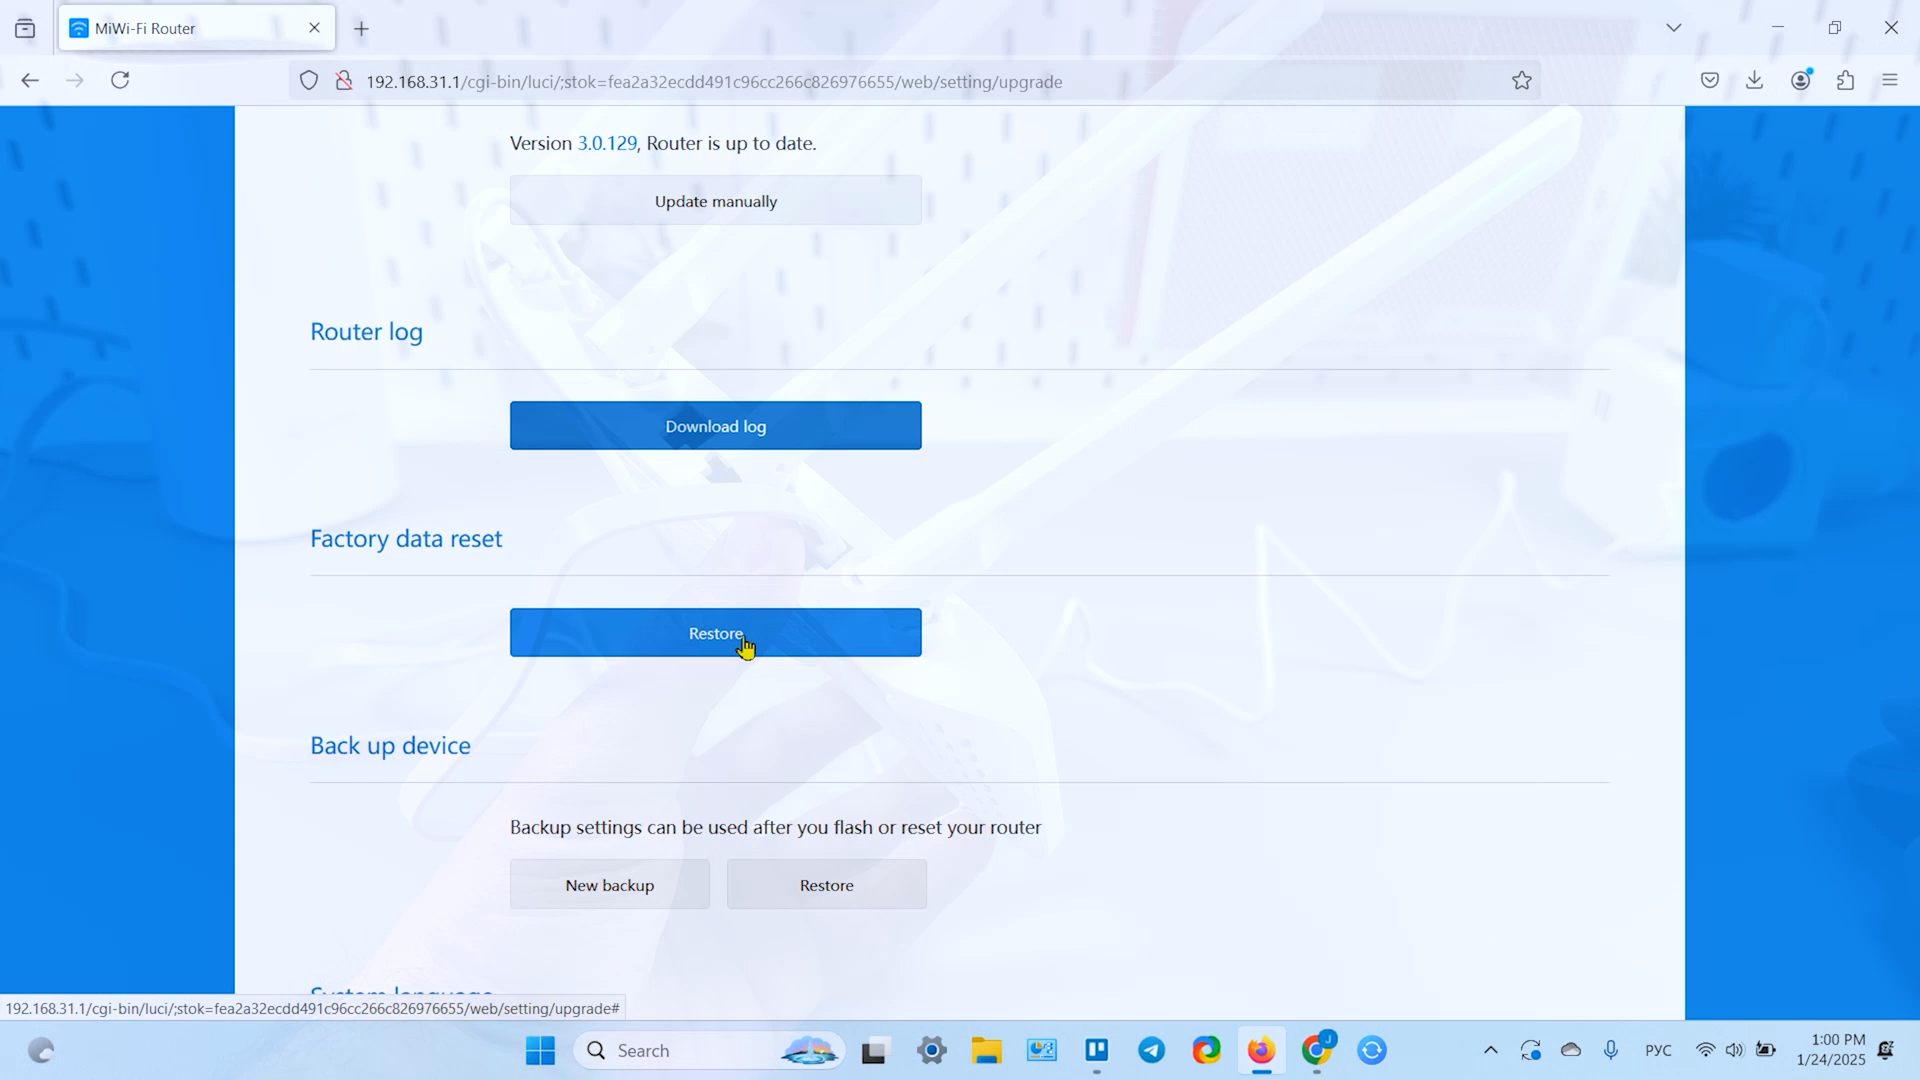 MiWi-Fi Router
192.168.31.1/cgi-bin/luci/;stok=fea2a32ecdd491c96cc266c826976655/web/setting/upgrade
Version 3.0.129, Router is up to date.
Update manually
Router log
Download log
Factory data reset
Restore
Back up device
Backup settings can be used after you flash or reset your router
New backup
Restore
System language
192.168.31.1/cgi-bin/luci/;stok=fea2a32ecdd491c96cc266c826976655/web/setting/upgrade#
Search
J
РУС
1:00 PM
1/24/2025